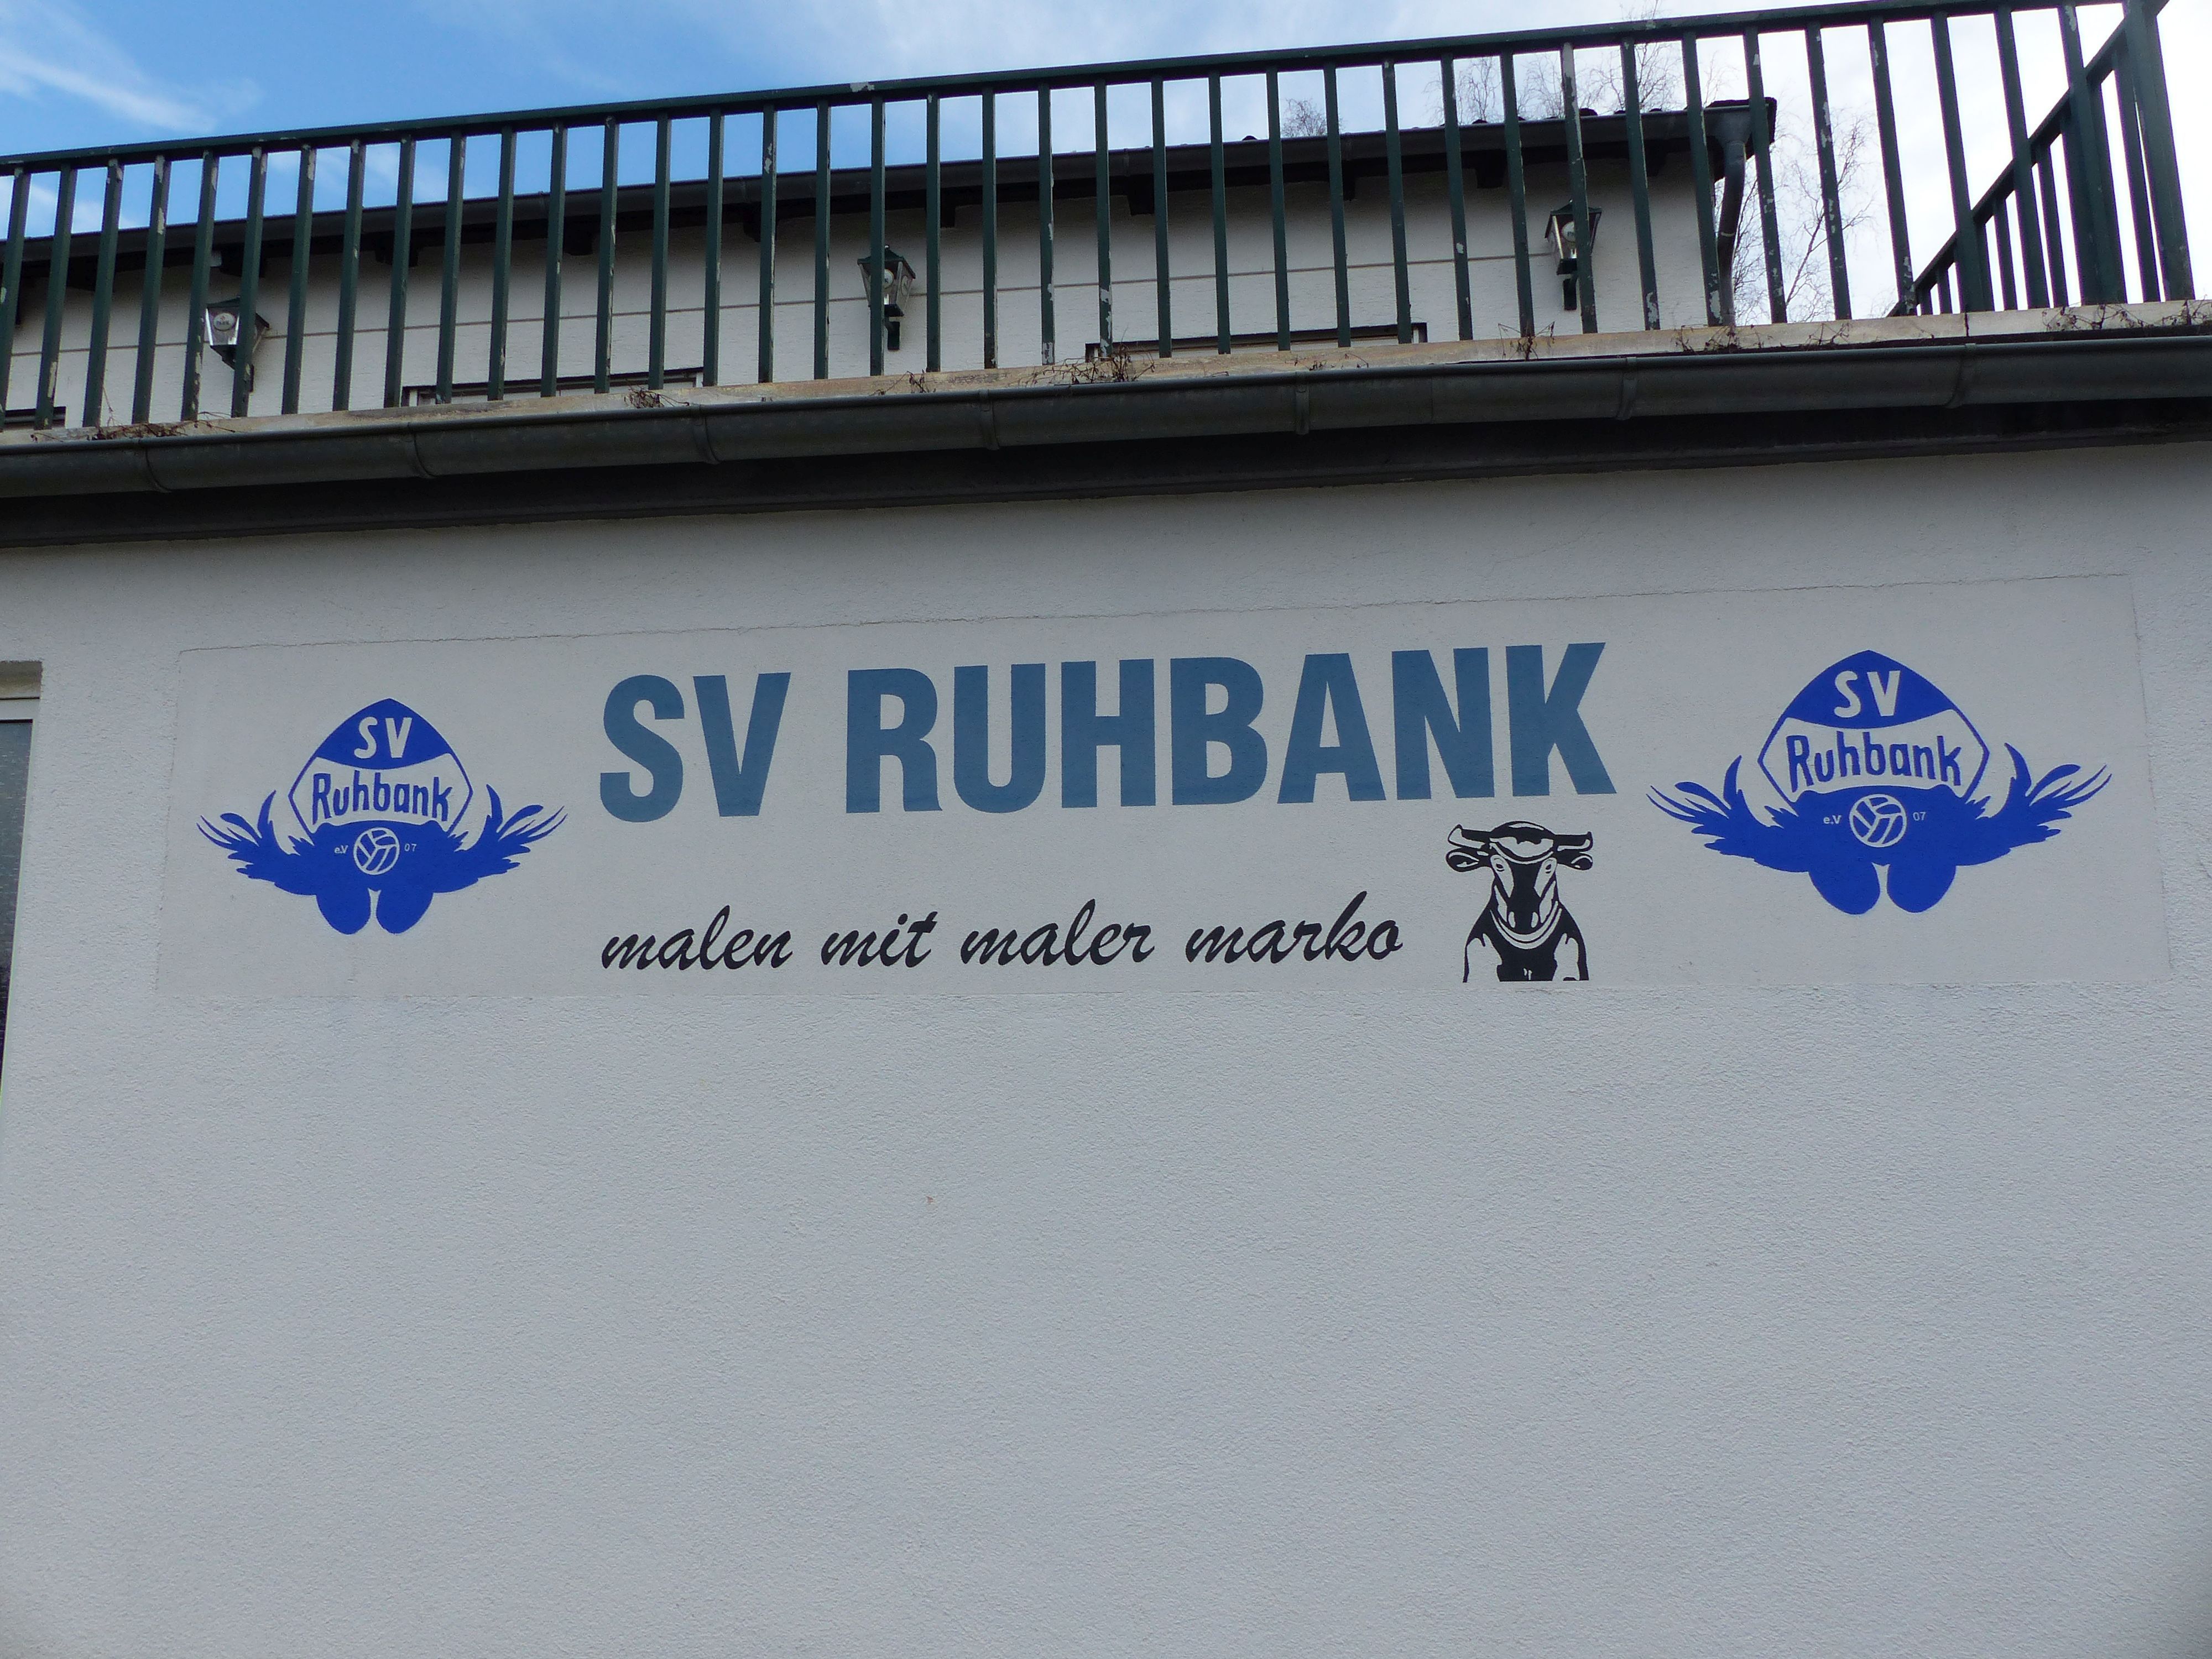 SV RUHBANK
malen mit maler marko
SV
Ruhbank
e.V 07
SV
Ruhbank
e.V 07